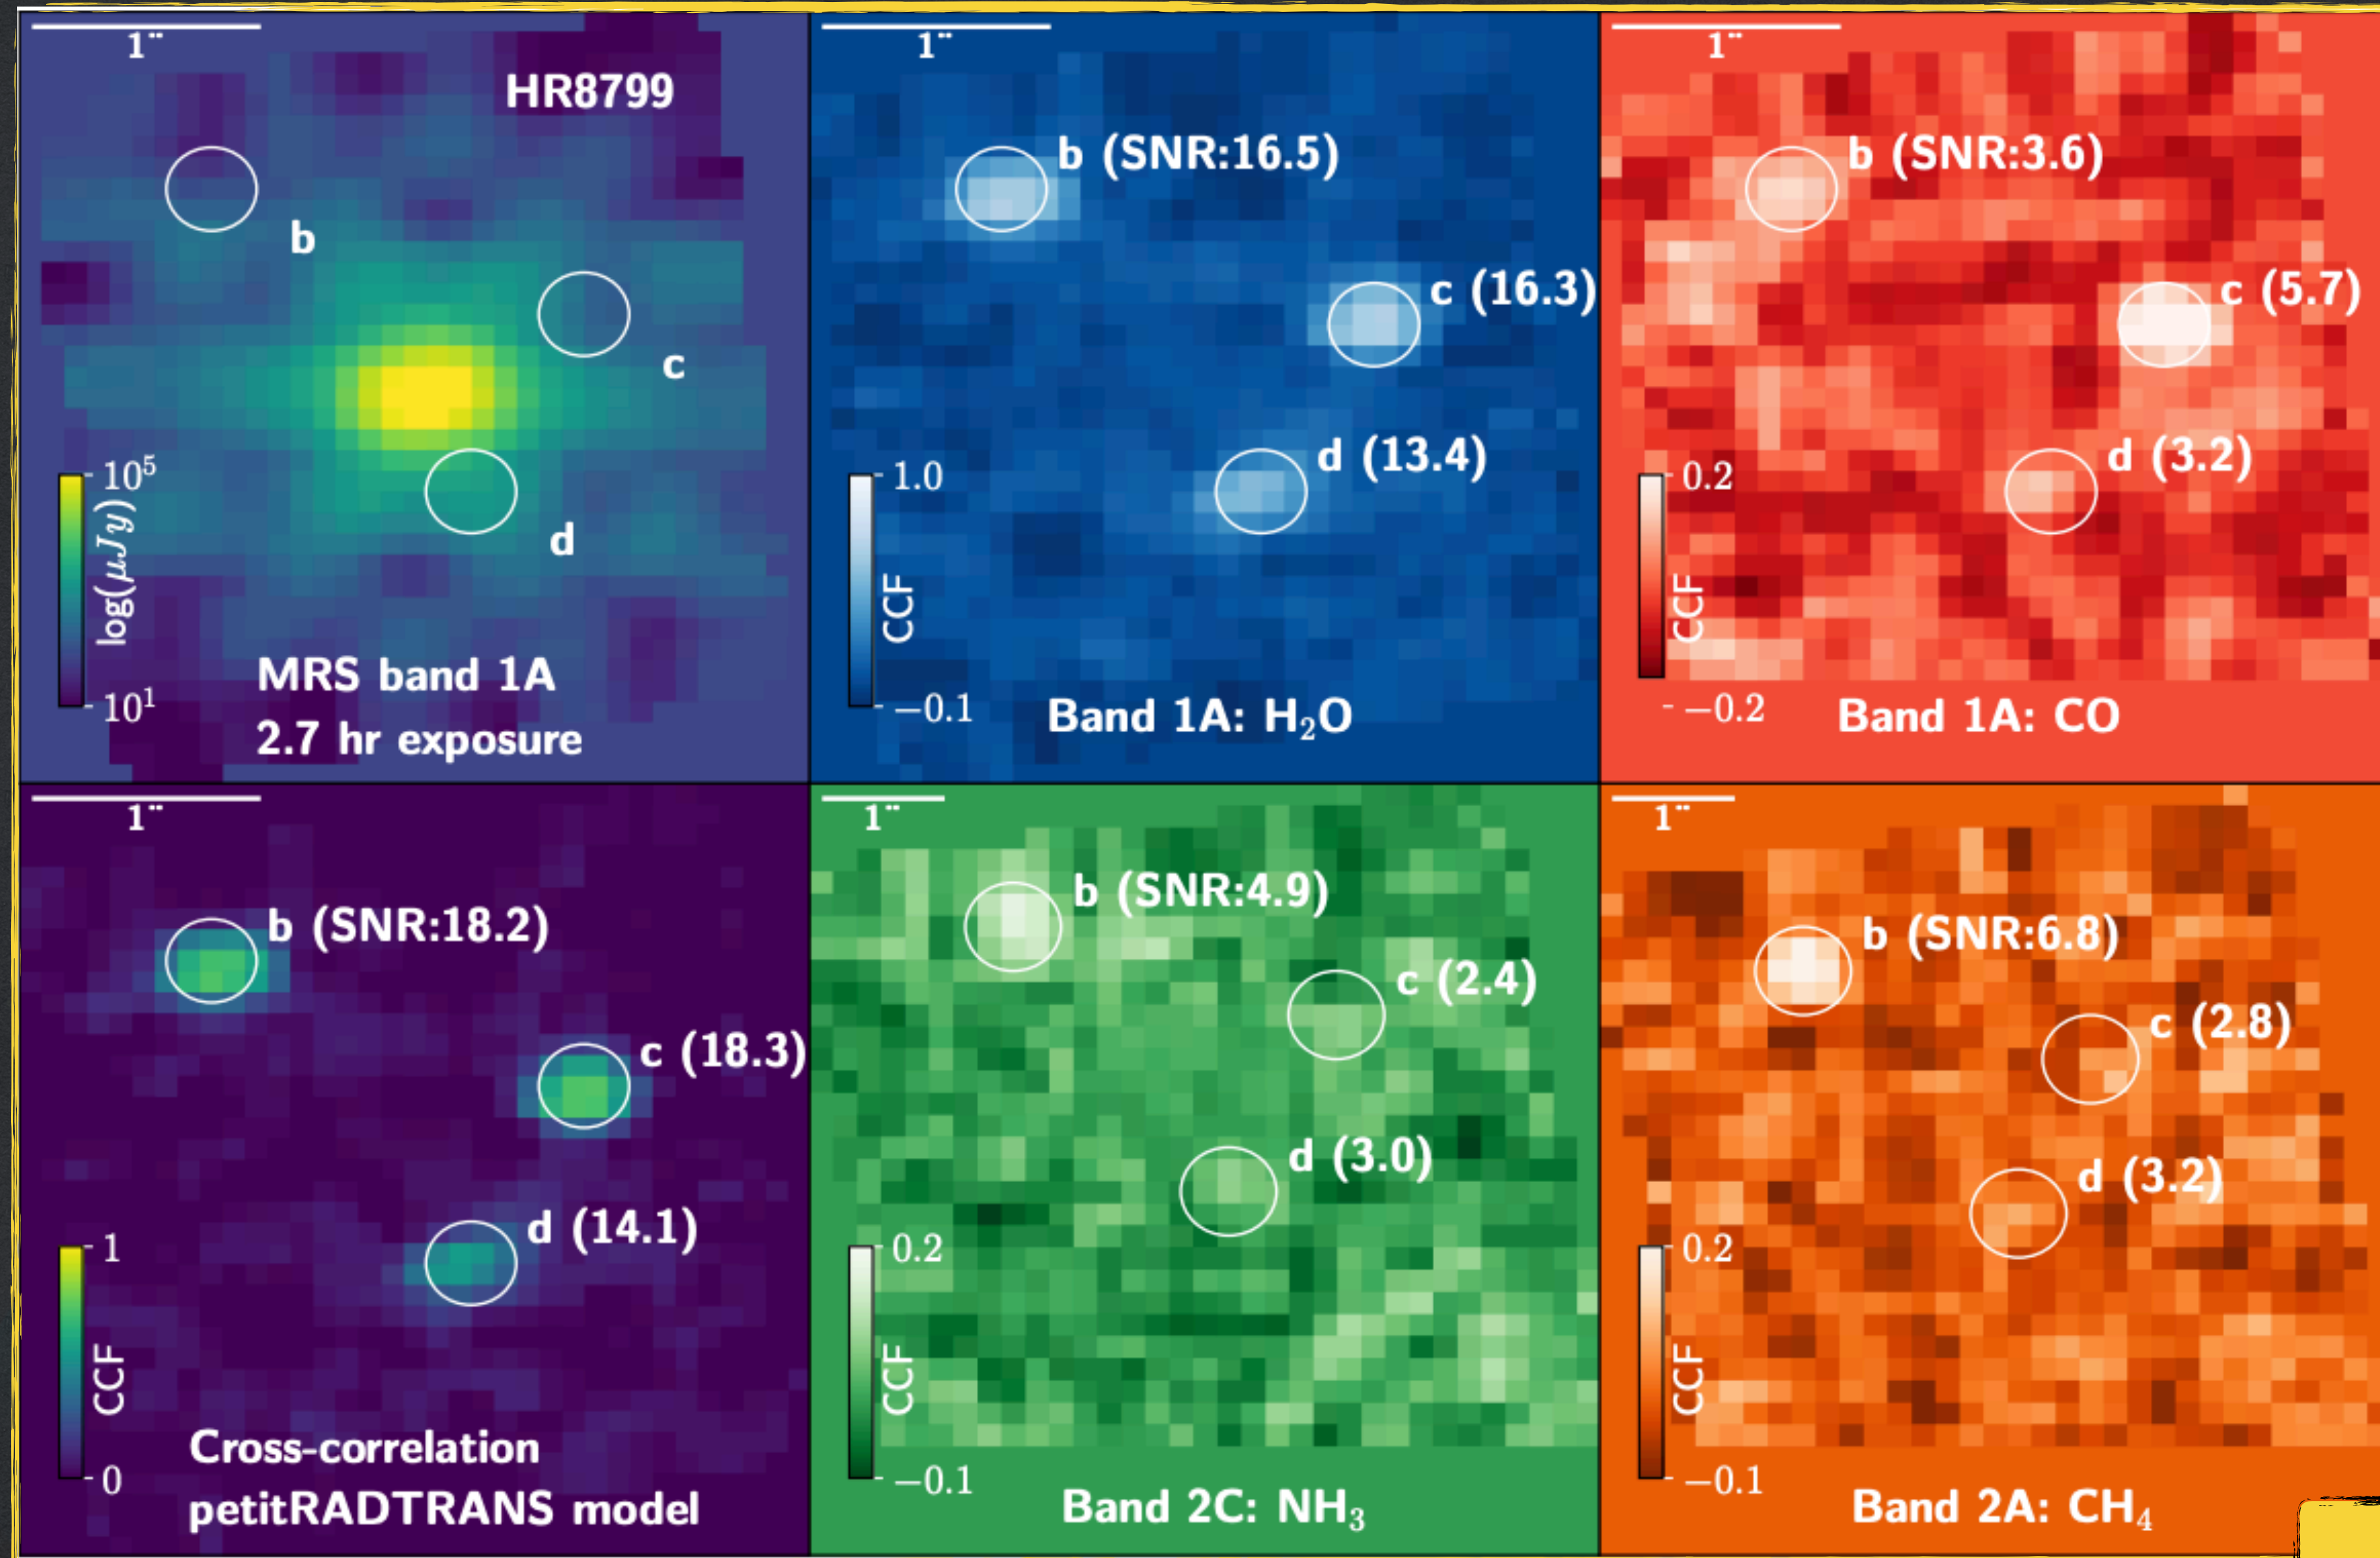 1"
HR8799
b
c
d
10⁵
log(μJy)
10¹
MRS band 1A
2.7 hr exposure
1"
b (SNR:16.5)
c (16.3)
d (13.4)
1.0
CCF
−0.1
Band 1A: H₂O
1"
b (SNR:3.6)
c (5.7)
d (3.2)
0.2
CCF
−0.2
Band 1A: CO
1"
b (SNR:18.2)
c (18.3)
d (14.1)
1
CCF
0
Cross-correlation
petitRADTRANS model
1"
b (SNR:4.9)
c (2.4)
d (3.0)
0.2
CCF
−0.1
Band 2C: NH₃
1"
b (SNR:6.8)
c (2.8)
d (3.2)
0.2
CCF
−0.1
Band 2A: CH₄